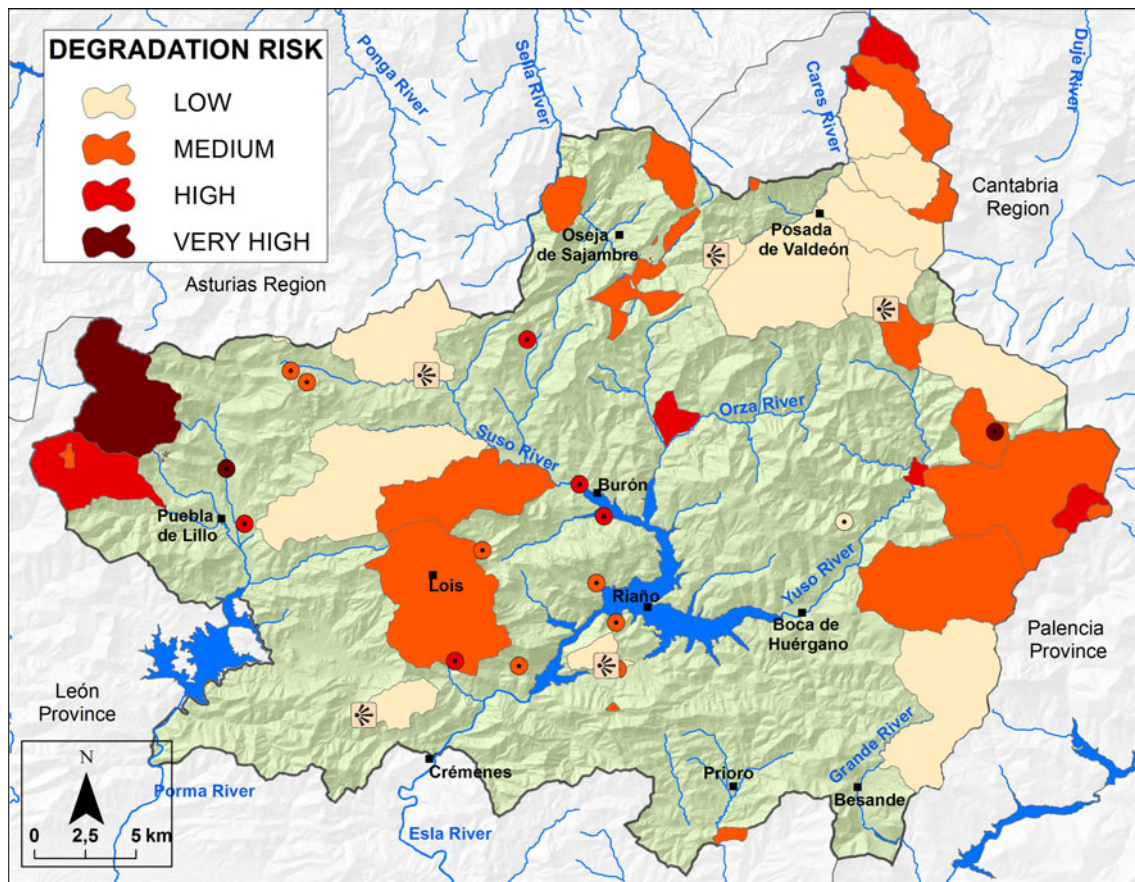 DEGRADATION RISK
LOW
MEDIUM
HIGH
VERY HIGH
Ponga River
Sella River
Cares River
Duje River
Cantabria
Region
Asturias Region
Oseja
de Sajambre
Posada
de Valdeón
Orza River
Suso River
Burón
Puebla
de Lillo
Lois
Riaño
Yuso River
Boca de
Huérgano
Palencia
Province
León
Province
Crémenes
Prioro
Grande River
Besande
Porma River
Esla River
N
0 2,5 5 km